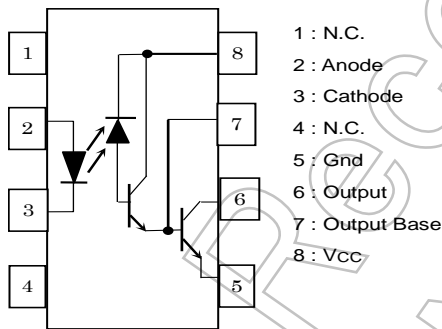 1
2
3
4
8
7
6
5
1 : N.C.
2 : Anode
3 : Cathode
4 : N.C.
5 : Gnd
6 : Output
7 : Output Base
8 : VCC